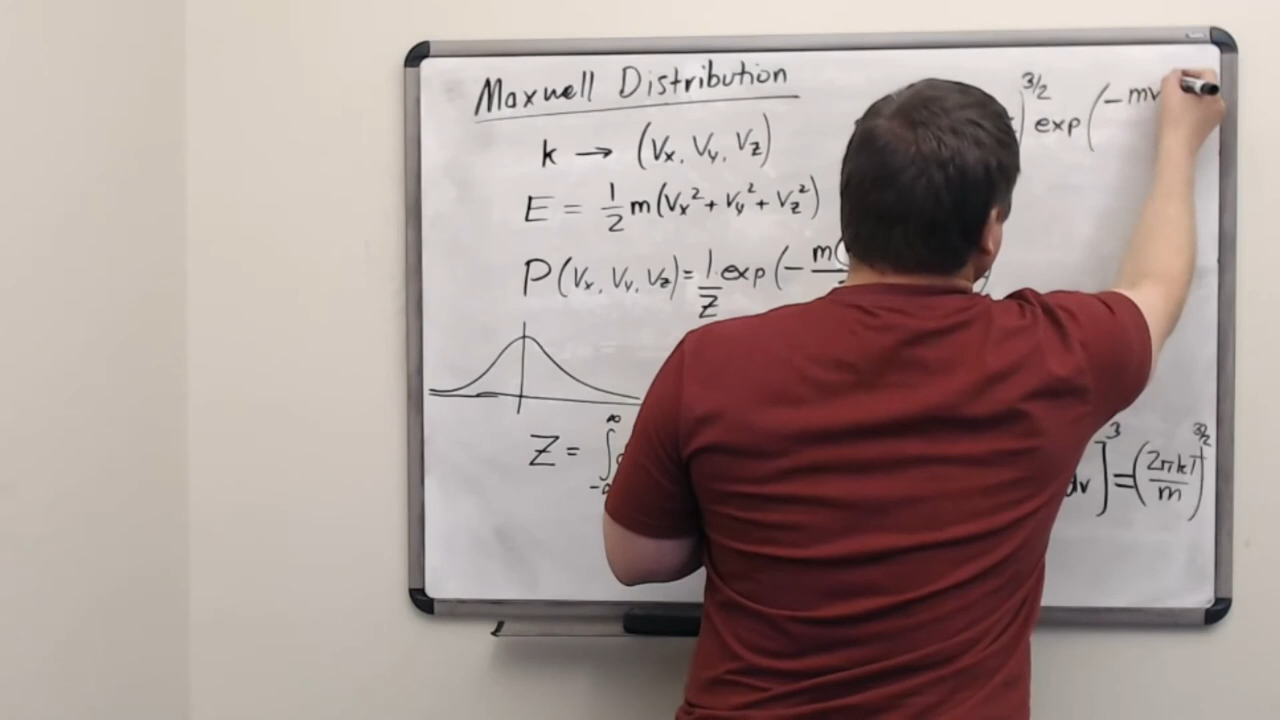 Maxwell Distribution
k → (Vx, Vy, Vz)
E = 1/2 m(Vx² + Vy² + Vz²)
P(Vx, Vy, Vz) = 1/Z exp(- m(
Z = ∫ -∞ ∞
dv]³ = (2πkT/m)^3/2
)^3/2 exp(-mv